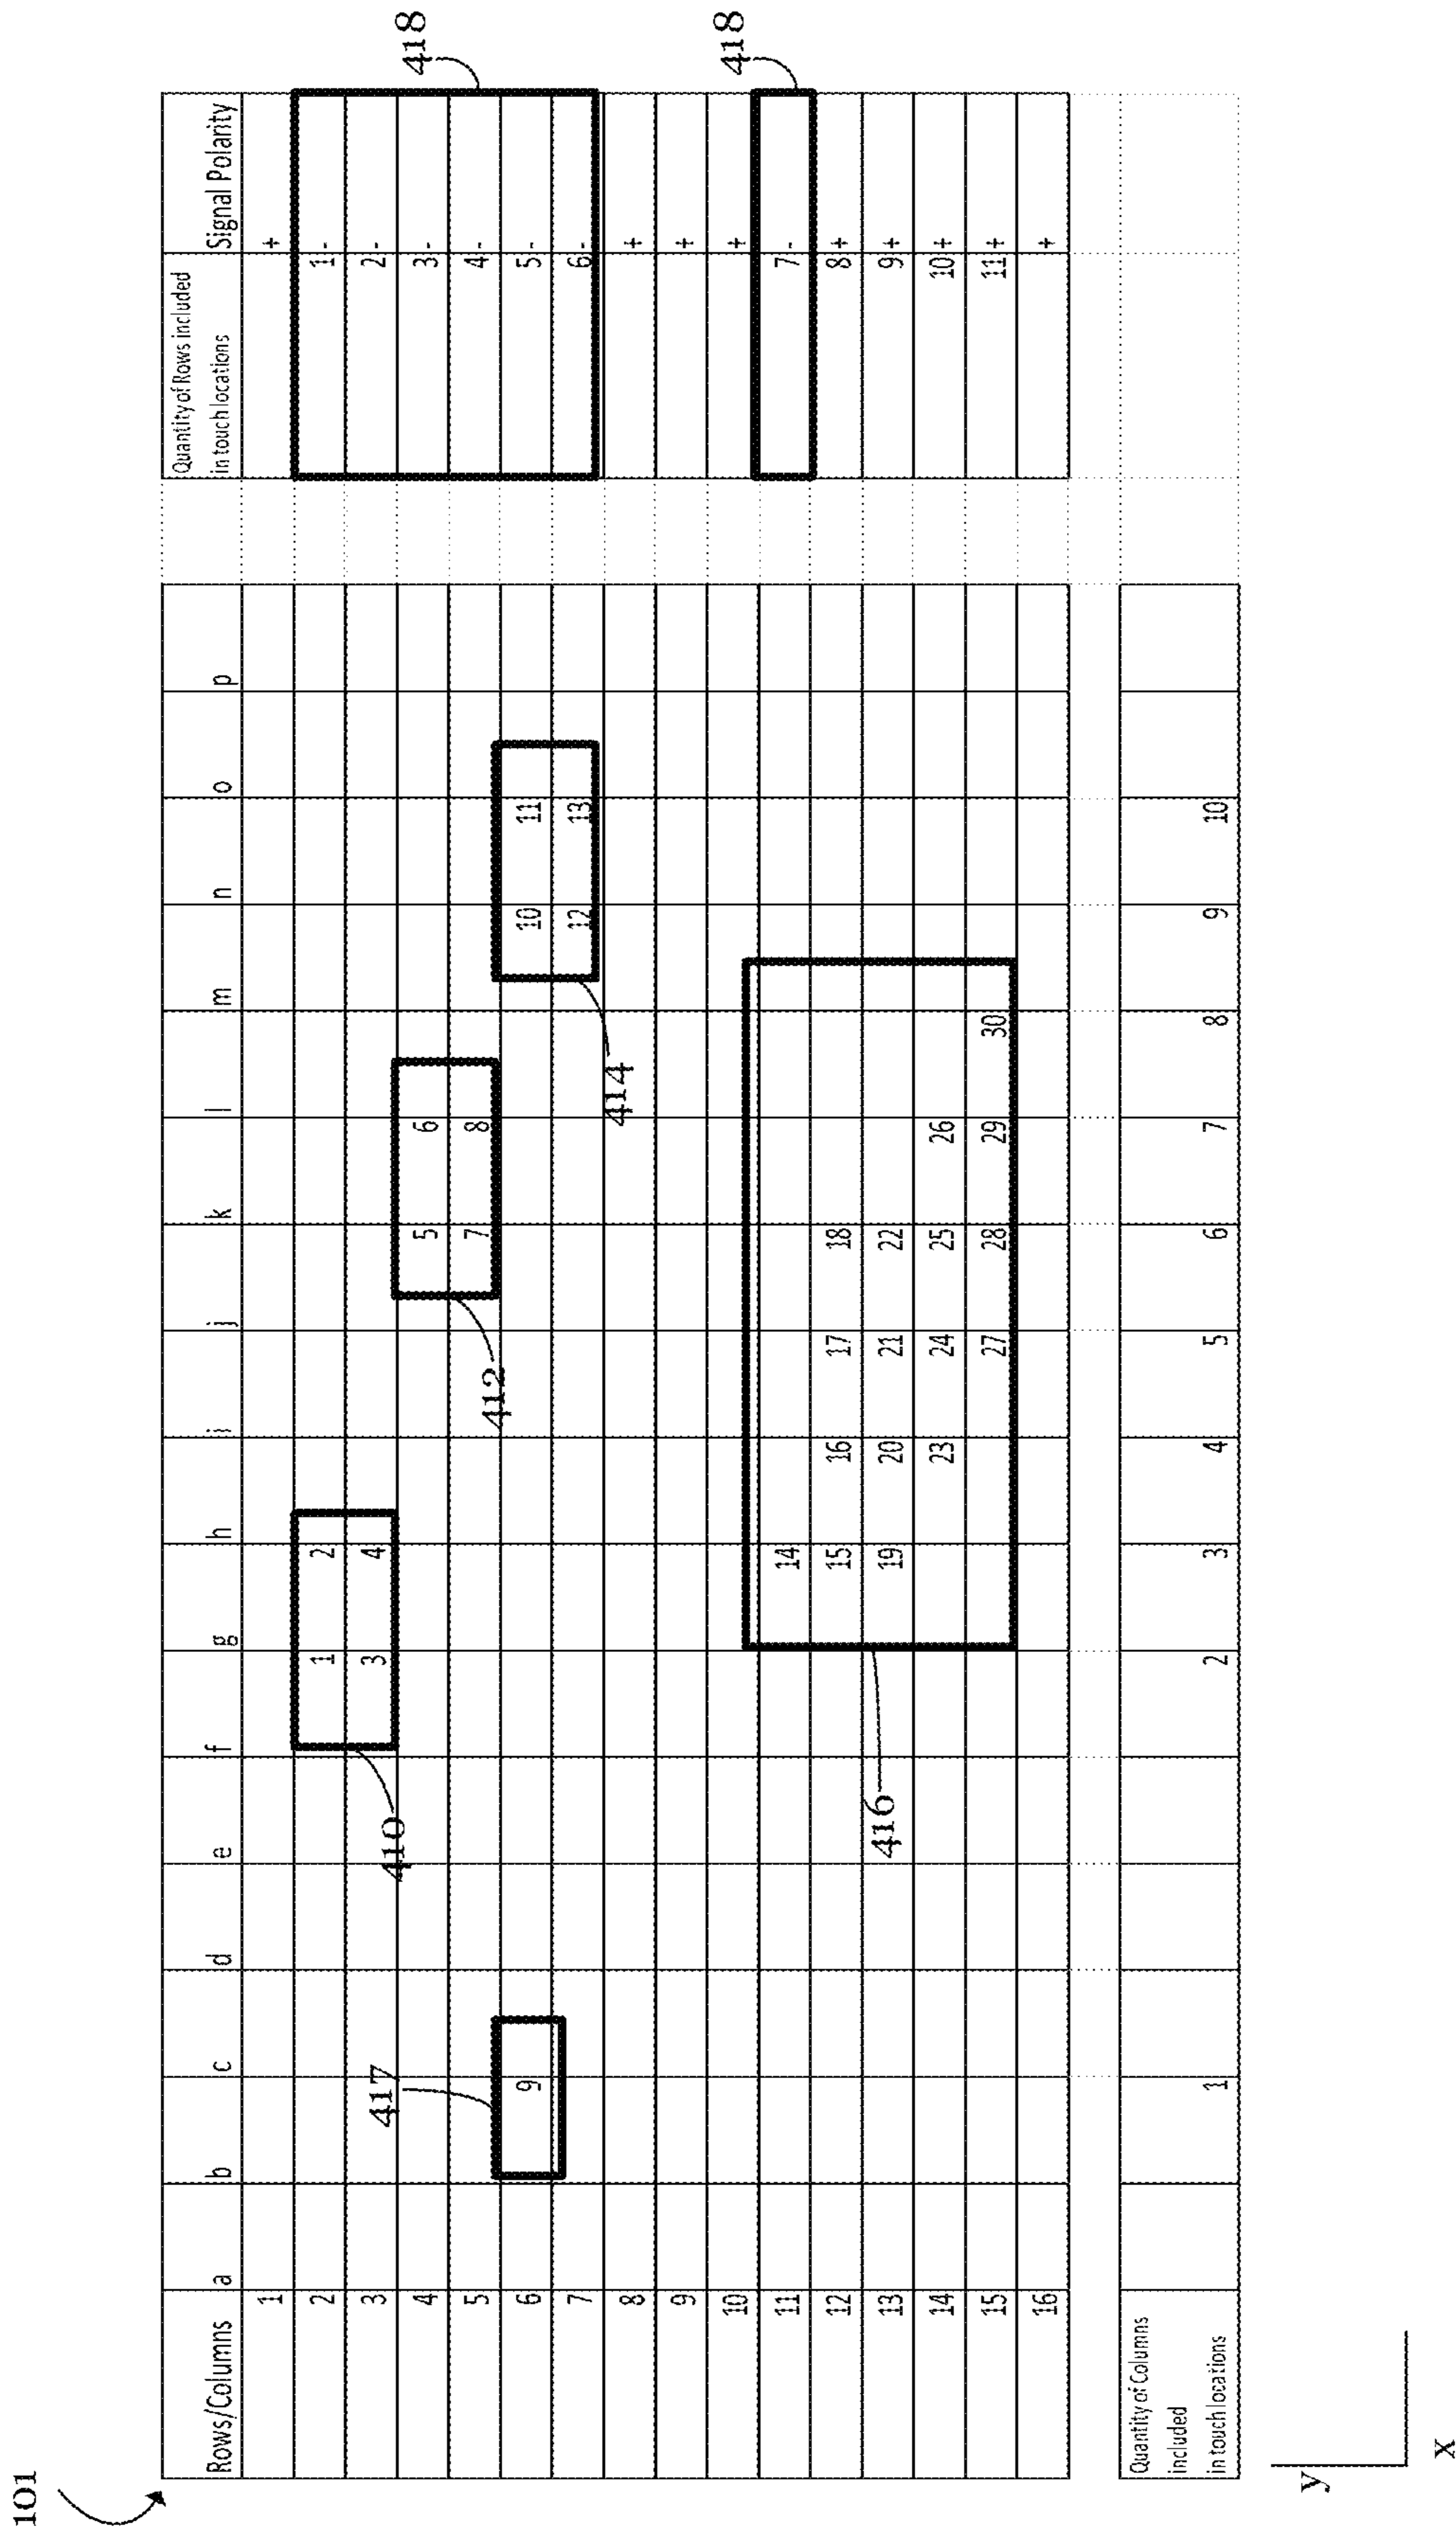 101
Rows/Columns a b c d e f g h i j k l m n o p Quantity of Rows included in touch locations Signal Polarity
1 +
2 1 2 1 -
3 3 4 2 -
410
4 5 6 3 -
417
5 7 8 4 -
418
412
6 9 10 11 5 -
7 12 13 6 -
414
8 +
9 +
10 +
418
11 14 7 -
12 15 16 17 18 8 +
13 19 20 21 22 9 +
416
14 23 24 25 26 10 +
15 27 28 29 30 11 +
16 +
Quantity of Columns
included
in touch locations 1 2 3 4 5 6 7 8 9 10
y
x